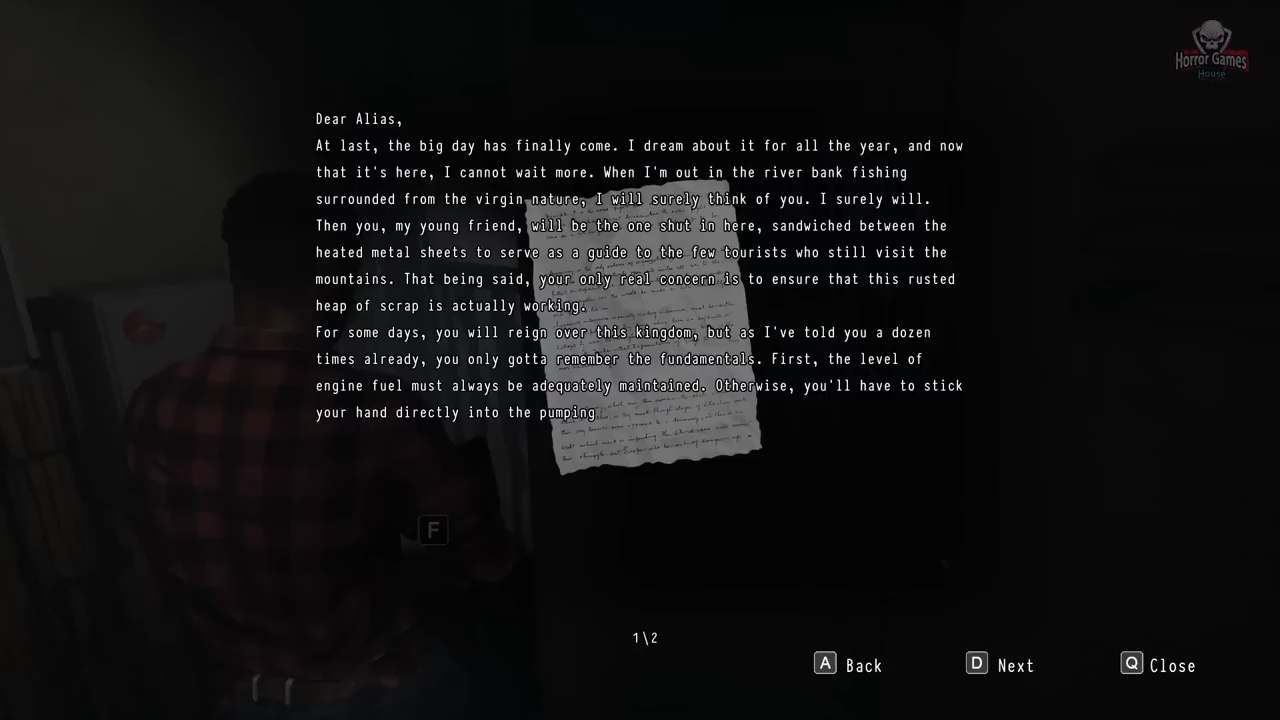 Horror Games
House
Dear Alias,
At last, the big day has finally come. I dream about it for all the year, and now
that it's here, I cannot wait more. When I'm out in the river bank fishing
surrounded from the virgin nature, I will surely think of you. I surely will.
Then you, my young friend, will be the one shut in here, sandwiched between the
heated metal sheets to serve as a guide to the few tourists who still visit the
mountains. That being said, your only real concern is to ensure that this rusted
heap of scrap is actually working.
For some days, you will reign over this kingdom, but as I've told you a dozen
times already, you only gotta remember the fundamentals. First, the level of
engine fuel must always be adequately maintained. Otherwise, you'll have to stick
your hand directly into the pumping
F
1\2
A Back D Next Q Close